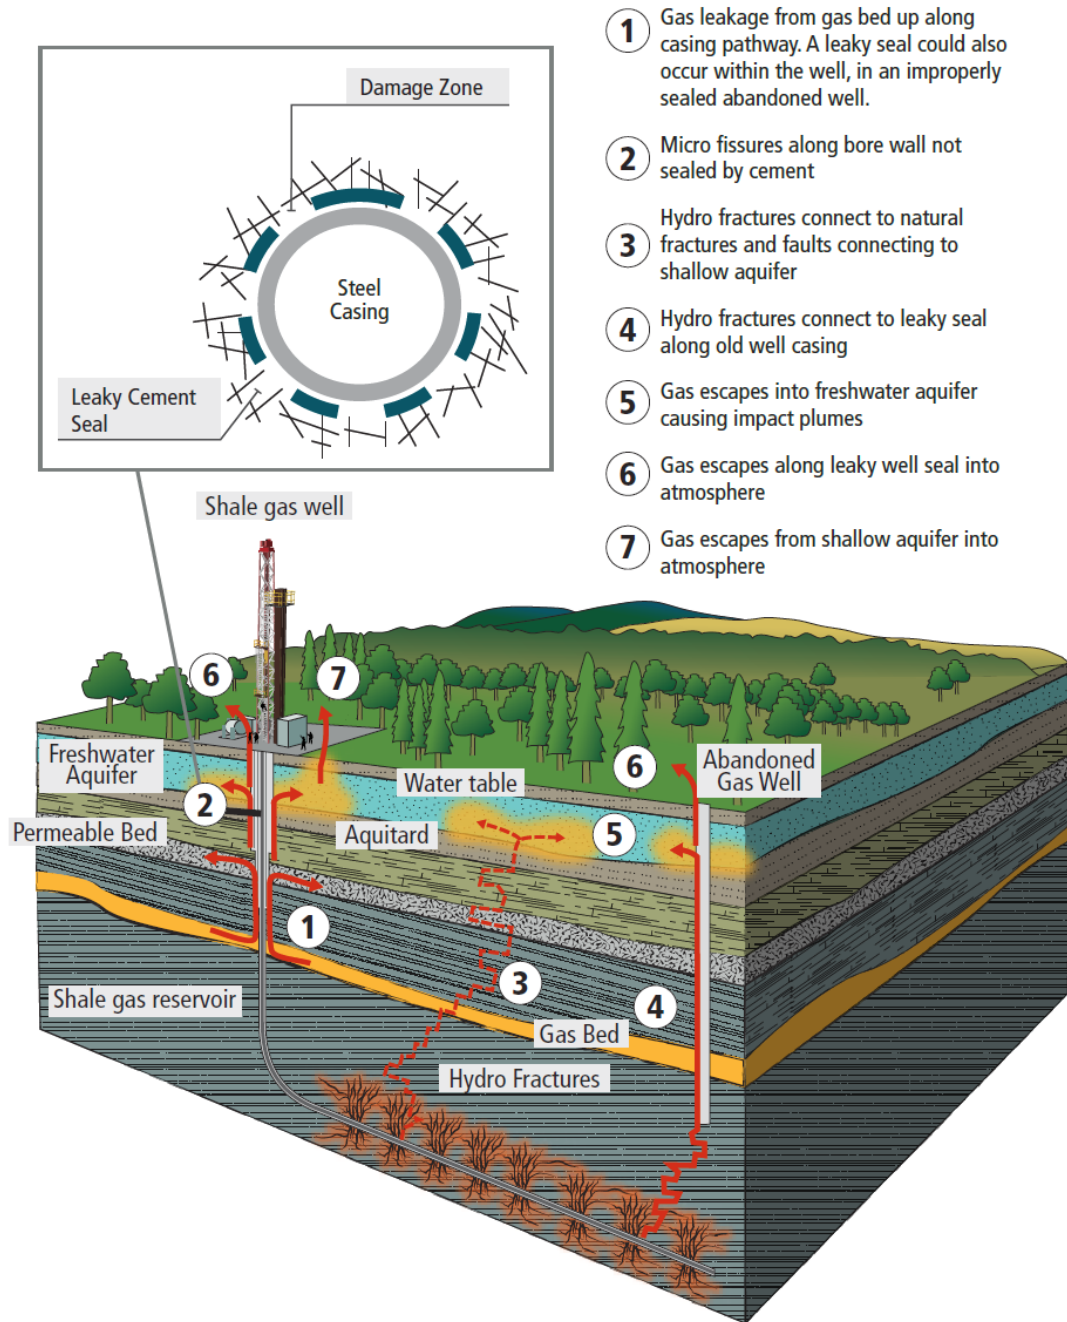 Damage Zone
Steel
Casing
Leaky Cement
Seal
1
Gas leakage from gas bed up along
casing pathway. A leaky seal could also
occur within the well, in an improperly
sealed abandoned well.
2
Micro fissures along bore wall not
sealed by cement
3
Hydro fractures connect to natural
fractures and faults connecting to
shallow aquifer
4
Hydro fractures connect to leaky seal
along old well casing
5
Gas escapes into freshwater aquifer
causing impact plumes
6
Gas escapes along leaky well seal into
atmosphere
7
Gas escapes from shallow aquifer into
atmosphere
Shale gas well
6
7
Freshwater
Aquifer
Water table
6
Abandoned
Gas Well
2
Permeable Bed
Aquitard
5
1
3
4
Shale gas reservoir
Gas Bed
Hydro Fractures